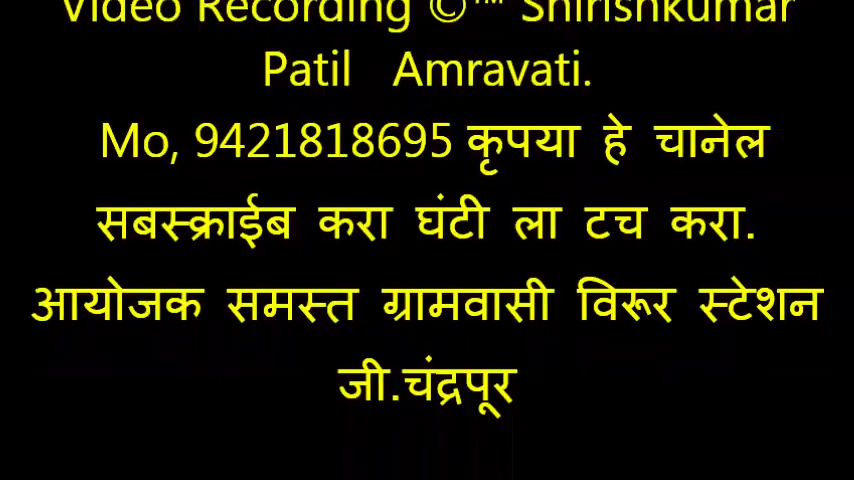 Video Recording ©™ Shirishkumar
Patil Amravati.
Mo, 9421818695 कृपया हे चानेल
सबस्क्राईब करा घंटी ला टच करा.
आयोजक समस्त ग्रामवासी विरूर स्टेशन
जी.चंद्रपूर